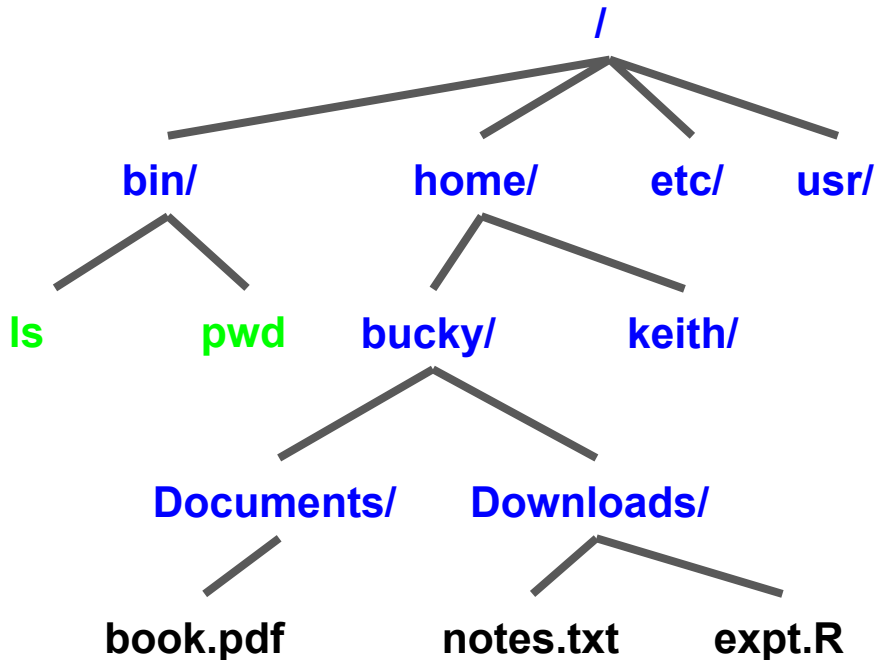 /
bin/ home/ etc/ usr/
ls pwd bucky/ keith/
Documents/ Downloads/
book.pdf notes.txt expt.R